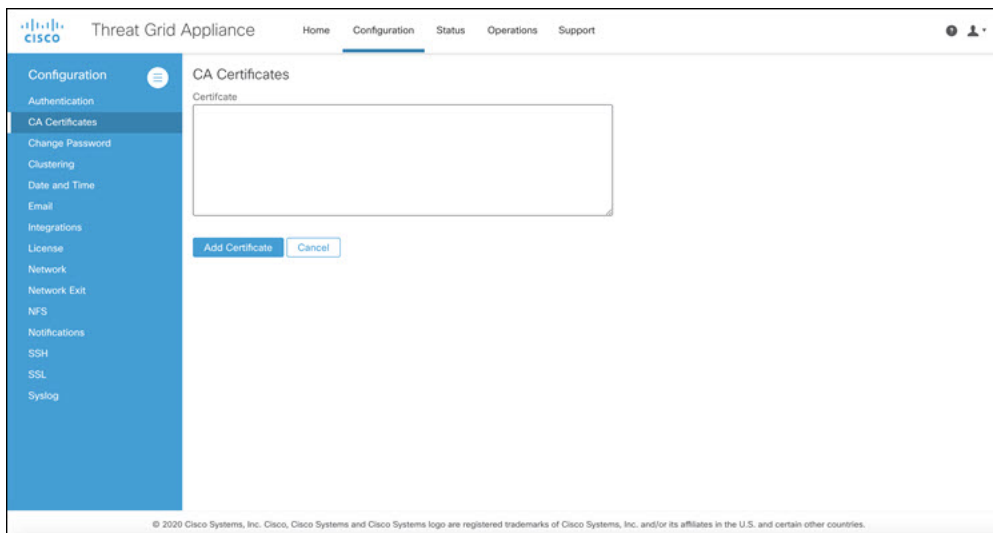 CISCO
Threat Grid Appliance
Home Configuration Status Operations Support
Configuration
Authentication
CA Certificates
Change Password
Clustering
Date and Time
Email
Integrations
License
Network
Network Exit
NFS
Notifications
SSH
SSL
Syslog
CA Certificates
Certifcate
Add Certificate Cancel
© 2020 Cisco Systems, Inc. Cisco, Cisco Systems and Cisco Systems logo are registered trademarks of Cisco Systems, Inc. and/or its affiliates in the U.S. and certain other countries.